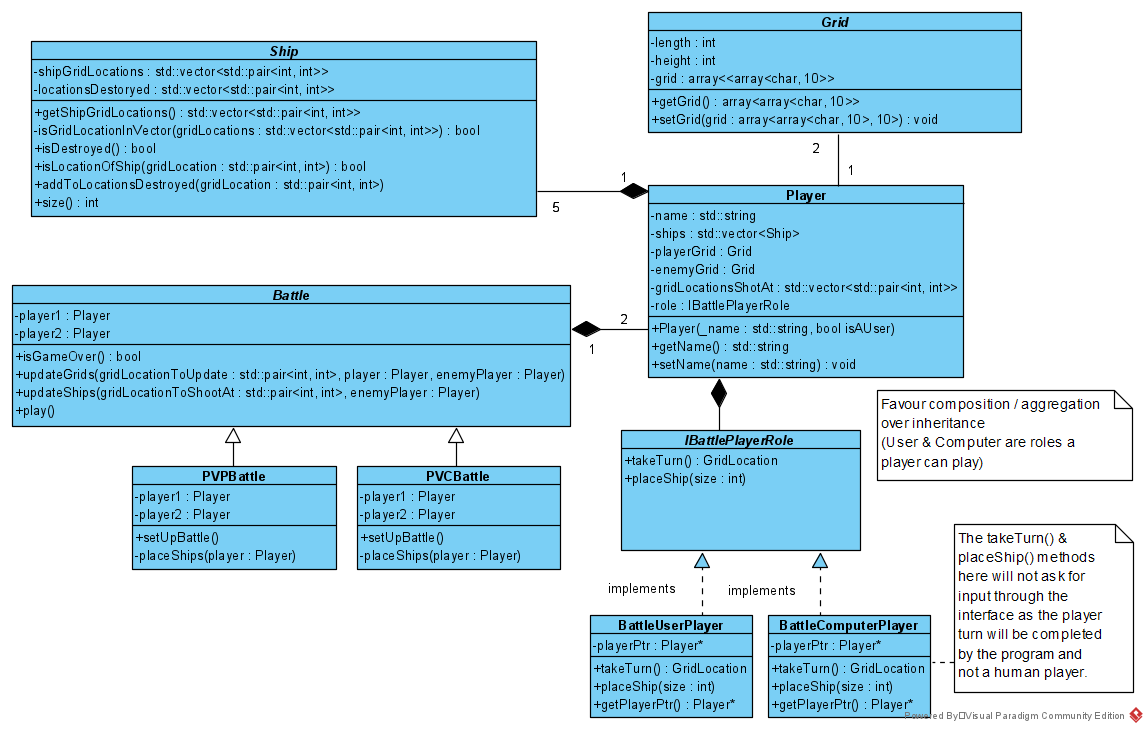 Ship
-shipGridLocations : std::vector<std::pair<int, int>>
-locationsDestoryed : std::vector<std::pair<int, int>>
+getShipGridLocations() : std::vector<std::pair<int, int>>
-isGridLocationInVector(gridLocations : std::vector<std::pair<int, int>>) : bool
+isDestroyed() : bool
+isLocationOfShip(gridLocation : std::pair<int, int>) : bool
+addToLocationsDestroyed(gridLocation : std::pair<int, int>)
+size() : int
Grid
-length : int
-height : int
-grid : array<<array<char, 10>>
+getGrid() : array<array<char, 10>>
+setGrid(grid : array<array<char, 10>, 10>) : void
2
1
1
5
Player
-name : std::string
-ships : std::vector<Ship>
-playerGrid : Grid
-enemyGrid : Grid
-gridLocationsShotAt : std::vector<std::pair<int, int>>
-role : IBattlePlayerRole
+Player(_name : std::string, bool isAUser)
+getName() : std::string
+setName(name : std::string) : void
Battle
-player1 : Player
-player2 : Player
+isGameOver() : bool
+updateGrids(gridLocationToUpdate : std::pair<int, int>, player : Player, enemyPlayer : Player)
+updateShips(gridLocationToShootAt : std::pair<int, int>, enemyPlayer : Player)
+play()
2
1
PVPBattle
-player1 : Player
-player2 : Player
+setUpBattle()
-placeShips(player : Player)
PVCBattle
-player1 : Player
-player2 : Player
+setUpBattle()
-placeShips(player : Player)
IBattlePlayerRole
+takeTurn() : GridLocation
+placeShip(size : int)
Favour composition / aggregation
over inheritance
(User & Computer are roles a
player can play)
implements
implements
BattleUserPlayer
-playerPtr : Player*
+takeTurn() : GridLocation
+placeShip(size : int)
+getPlayerPtr() : Player*
BattleComputerPlayer
-playerPtr : Player*
+takeTurn() : GridLocation
+placeShip(size : int)
+getPlayerPtr() : Player*
The takeTurn() &
placeShip() methods
here will not ask for
input through the
interface as the player
turn will be completed
by the program and
not a human player.
Powered By Visual Paradigm Community Edition